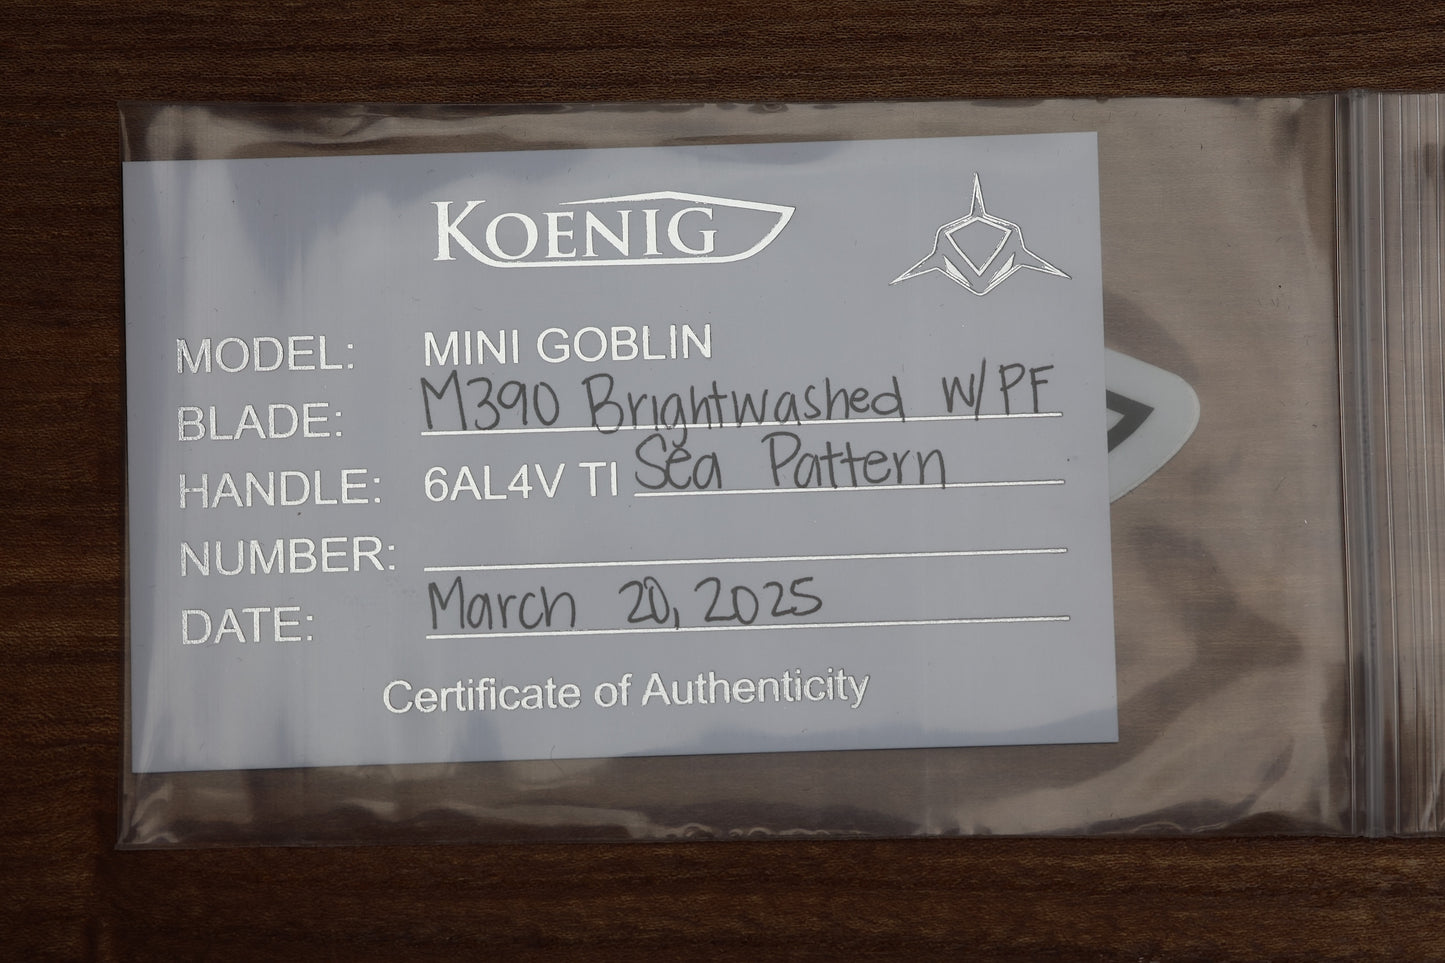 KOENIG
MODEL: MINI GOBLIN
BLADE: M390 Brightwashed W/PF
HANDLE: 6AL4V TI Sea Pattern
NUMBER:
DATE: March 20, 2025
Certificate of Authenticity